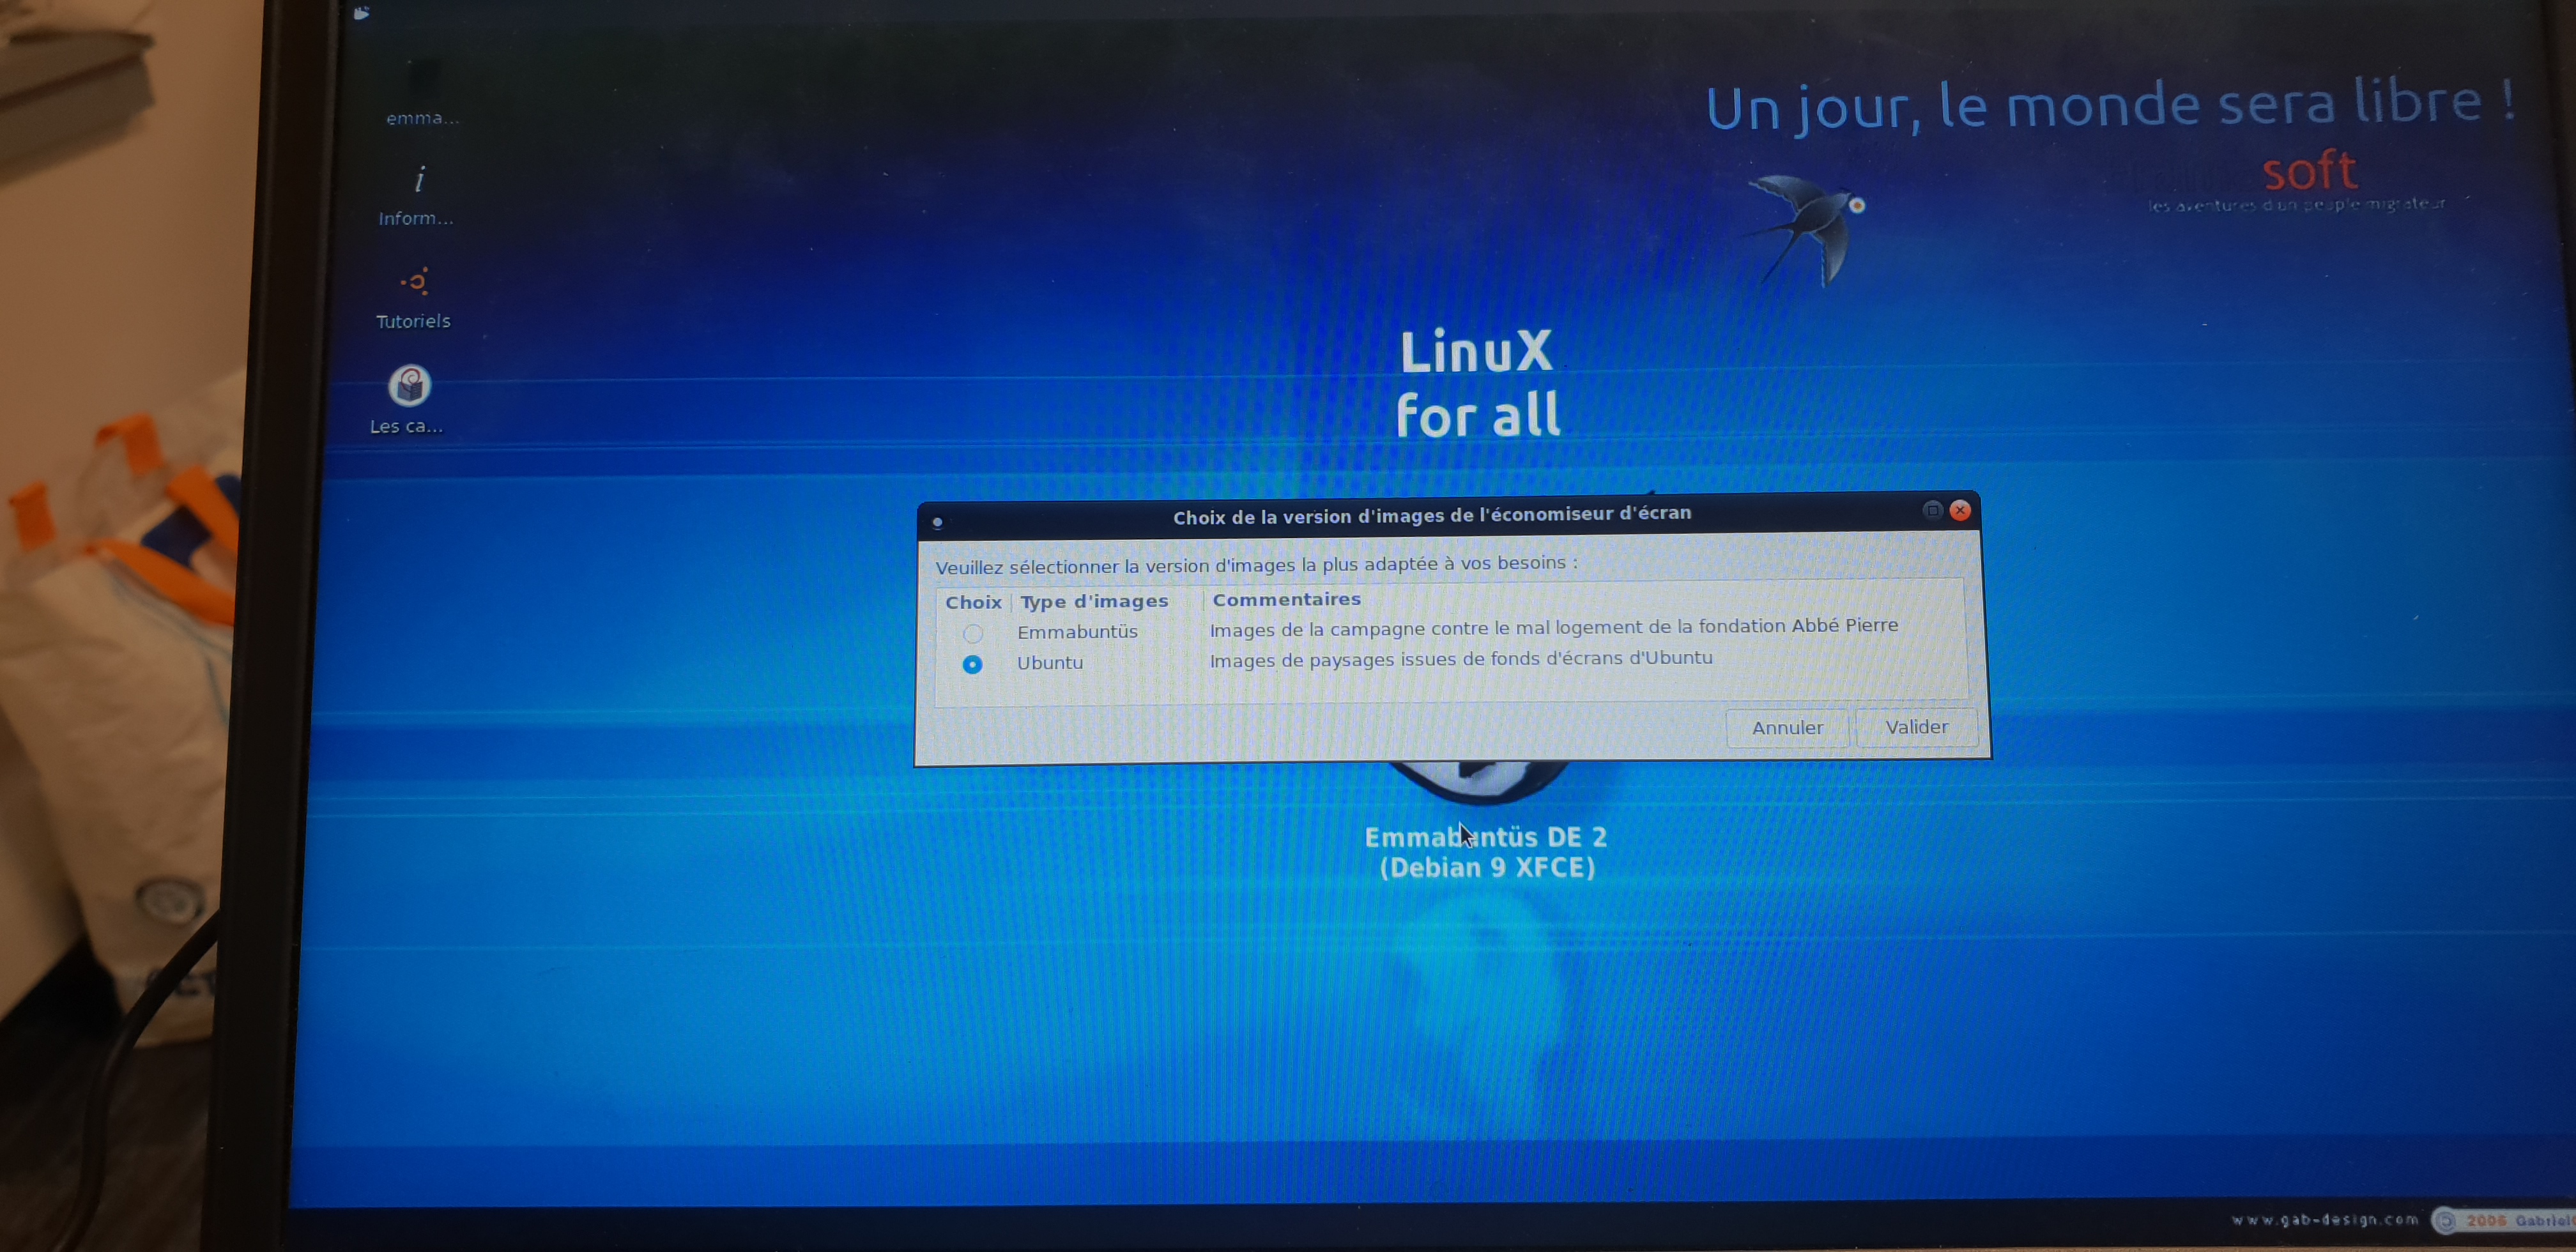 emma...
Inform...
Tutoriels
Les ca...
Un jour, le monde sera libre !
soft
les aventures d'un peuple migrateur
LinuX
for all
Choix de la version d'images de l'économiseur d'écran
Veuillez sélectionner la version d'images la plus adaptée à vos besoins :
Choix Type d'images Commentaires
Emmabuntüs Images de la campagne contre le mal logement de la fondation Abbé Pierre
Ubuntu Images de paysages issues de fonds d'écrans d'Ubuntu
Annuler Valider
Emmabuntüs DE 2
(Debian 9 XFCE)
www.gab-design.com 2006 Gabriel